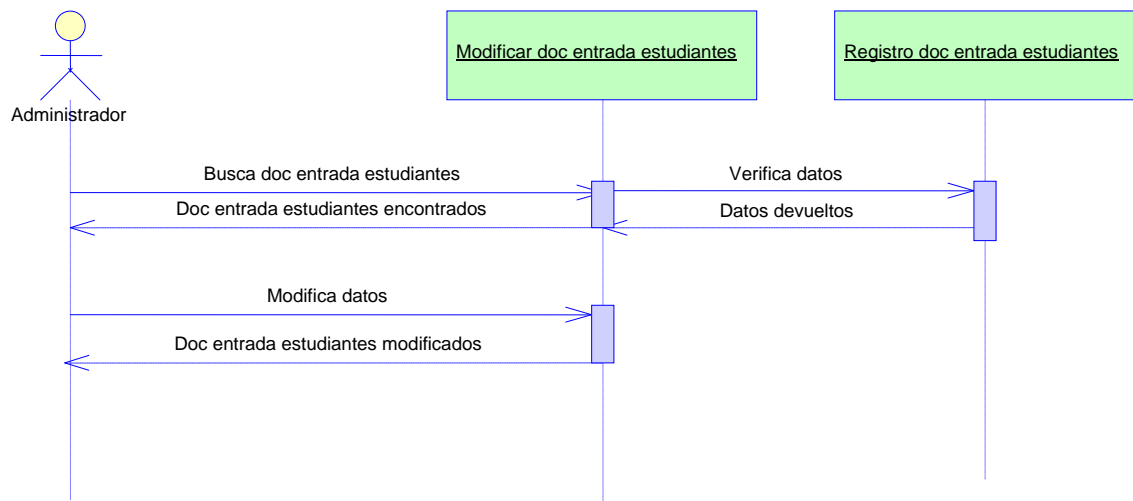 Modificar doc entrada estudiantes
Registro doc entrada estudiantes
Administrador
Busca doc entrada estudiantes
Verifica datos
Doc entrada estudiantes encontrados
Datos devueltos
Modifica datos
Doc entrada estudiantes modificados